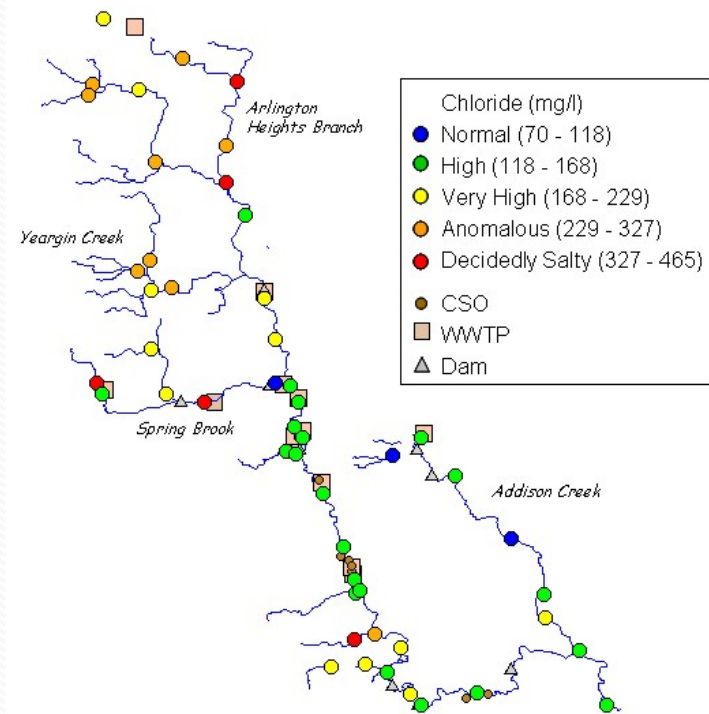 Arlington
Heights Branch
Chloride (mg/l)
Normal (70 - 118)
High (118 - 168)
Very High (168 - 229)
Anomalous (229 - 327)
Decidedly Salty (327 - 465)
CSO
WWTP
Dam
Yeargin Creek
Spring Brook
Addison Creek